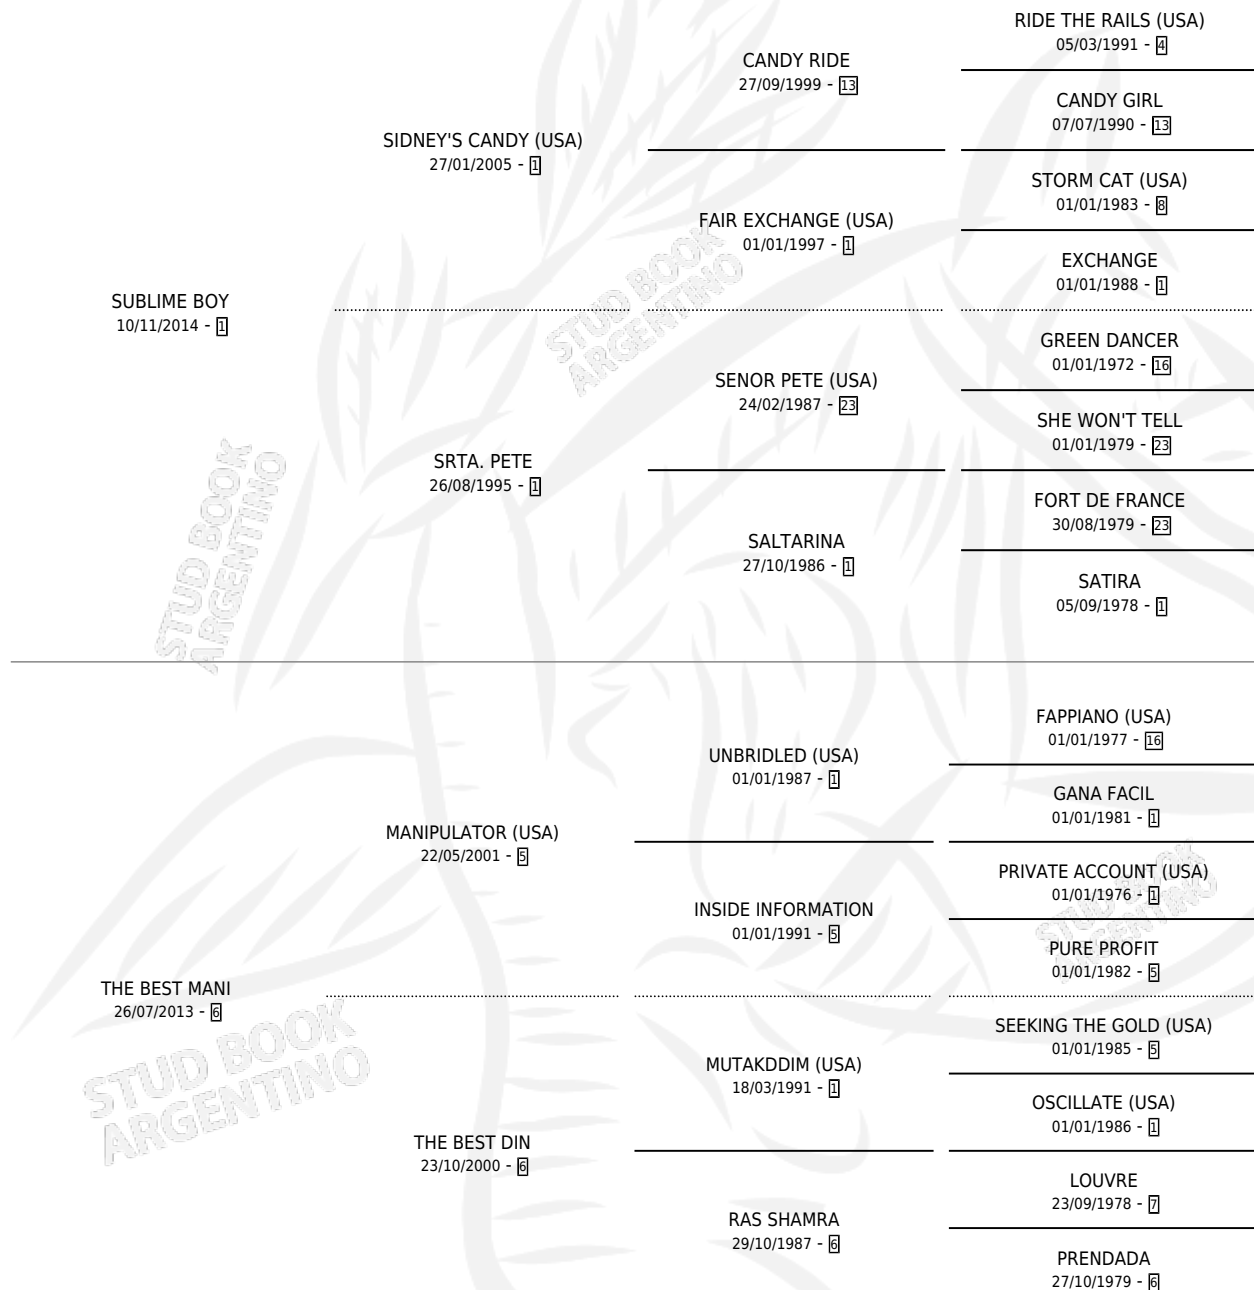 RIDE THE RAILS (USA)
05/03/1991 - 4
CANDY RIDE
27/09/1999 - 13
CANDY GIRL
07/07/1990 - 13
SIDNEY'S CANDY (USA)
27/01/2005 - 1
STORM CAT (USA)
01/01/1983 - 8
FAIR EXCHANGE (USA)
01/01/1997 - 1
EXCHANGE
01/01/1988 - 1
SUBLIME BOY
10/11/2014 - 1
STUD BOOK
ARGENTINO
GREEN DANCER
01/01/1972 - 16
SENOR PETE (USA)
24/02/1987 - 23
SHE WON'T TELL
01/01/1979 - 23
SRTA. PETE
26/08/1995 - 1
FORT DE FRANCE
30/08/1979 - 23
SALTARINA
27/10/1986 - 1
SATIRA
05/09/1978 - 1
STUD BOOK
ARGENTINO
FAPPIANO (USA)
01/01/1977 - 16
UNBRIDLED (USA)
01/01/1987 - 1
GANA FACIL
01/01/1981 - 1
MANIPULATOR (USA)
22/05/2001 - 5
PRIVATE ACCOUNT (USA)
01/01/1976 - 1
INSIDE INFORMATION
01/01/1991 - 5
STUD BOOK
ARGENTINO
PURE PROFIT
01/01/1982 - 5
THE BEST MANI
26/07/2013 - 6
STUD BOOK
ARGENTINO
SEEKING THE GOLD (USA)
01/01/1985 - 5
MUTAKDDIM (USA)
18/03/1991 - 1
OSCILLATE (USA)
01/01/1986 - 1
THE BEST DIN
23/10/2000 - 6
LOUVRE
23/09/1978 - 7
RAS SHAMRA
29/10/1987 - 6
PRENDADA
27/10/1979 - 6